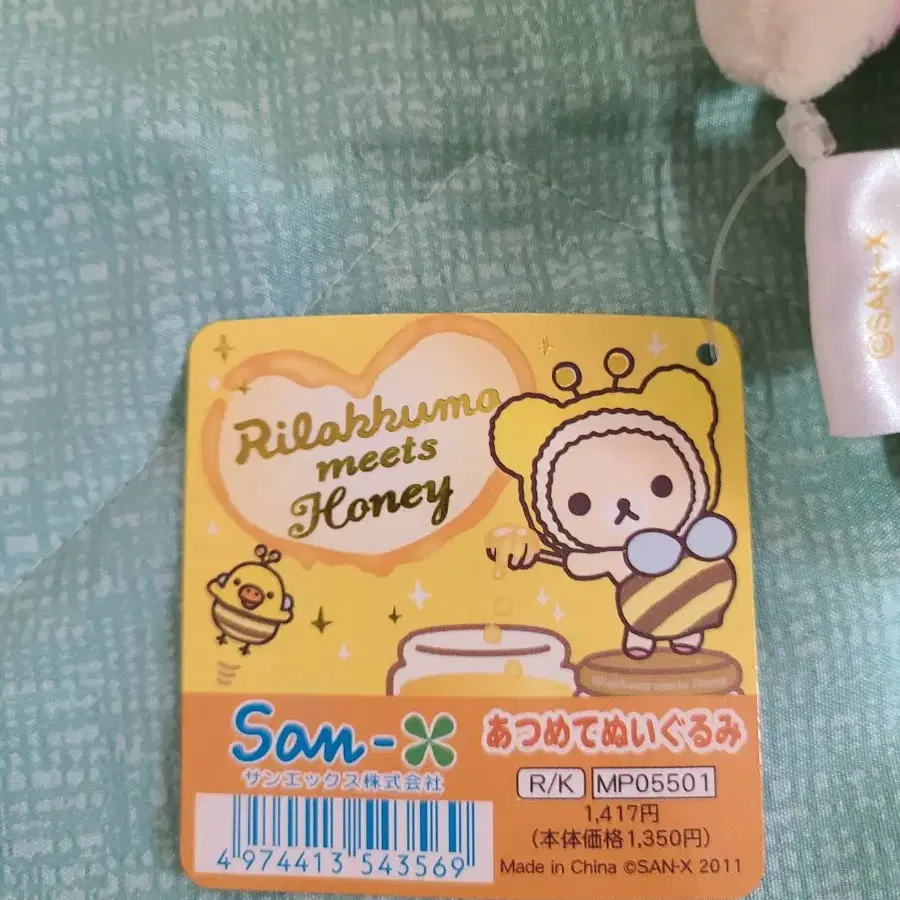 ©SAN-X
Rilakkuma
meets
Honey
San-X
あつめてぬいぐるみ
サンエックス株式会社
R/K MP05501
1,417円
(本体価格1,350円)
4 974413 543569
Made in China ©SAN-X 2011